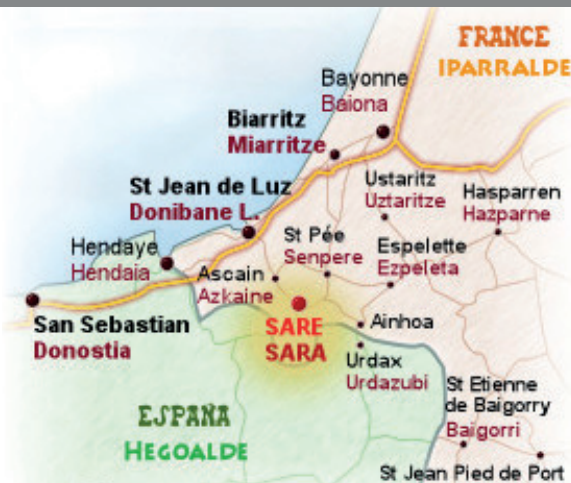 FRANCE
IPARRALDE
Bayonne
Baiona
Biarritz
Miarritze
St Jean de Luz
Donibane L.
Ustaritz
Uztaritze
Hasparren
Hazparne
Hendaye
Hendaia
St Pée
Senpere
Espelette
Ezpeleta
Ascain
Azkaine
San Sebastian
Donostia
SARE
SARA
Ainhoa
Urdax
Urdazubi
St Etienne
de Baigorry
Baigorri
ESPAÑA
HEGOALDE
St Jean Pied de Port